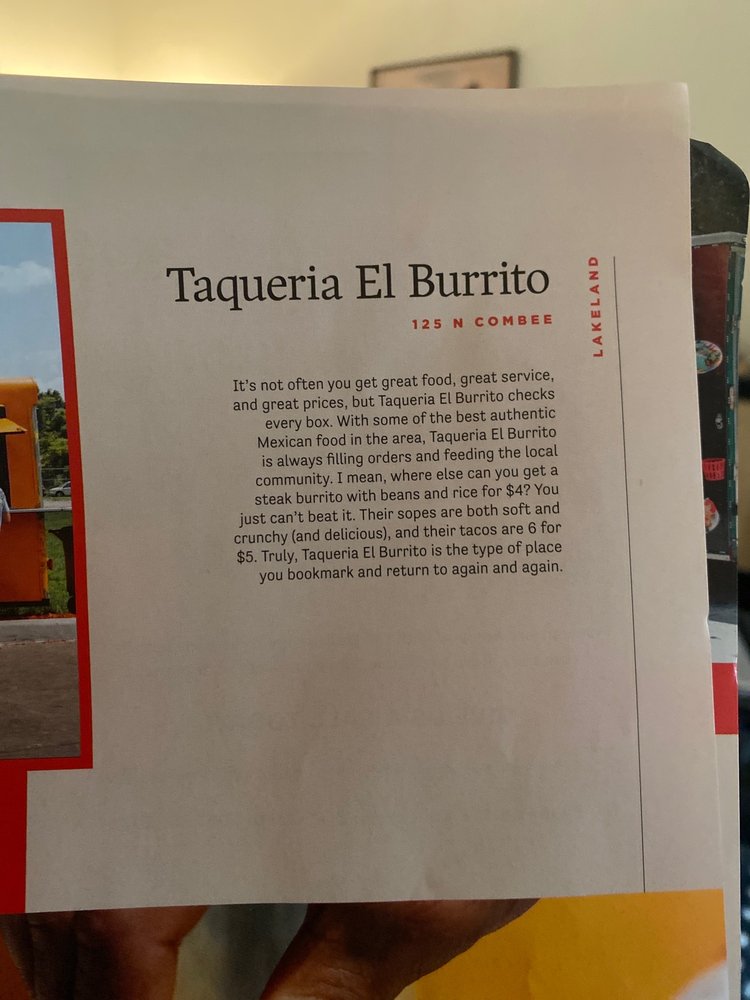 Taqueria El Burrito
125 N COMBEE
LAKELAND
It's not often you get great food, great service,
and great prices, but Taqueria El Burrito checks
every box. With some of the best authentic
Mexican food in the area, Taqueria El Burrito
is always filling orders and feeding the local
community. I mean, where else can you get a
steak burrito with beans and rice for $4? You
just can't beat it. Their sopes are both soft and
crunchy (and delicious), and their tacos are 6 for
$5. Truly, Taqueria El Burrito is the type of place
you bookmark and return to again and again.